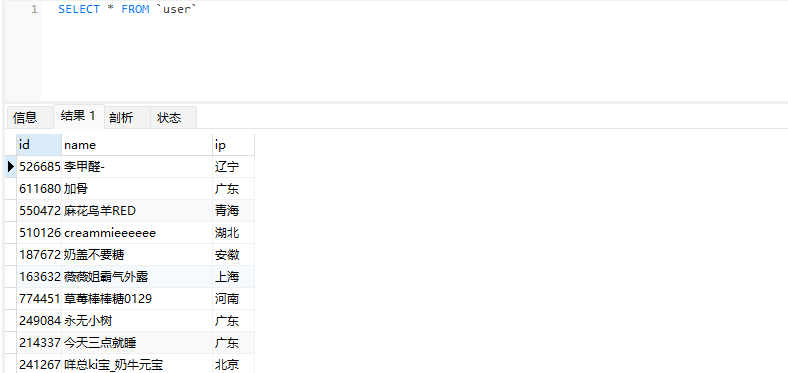 1 SELECT * FROM `user`
信息 结果 1 剖析 状态
id name ip
526685 李甲醛- 辽宁
611680 加骨 广东
550472 麻花乌羊RED 青海
510126 creammieeeeee 湖北
187672 奶盖不要糖 安徽
163632 薇薇姐霸气外露 上海
774451 草莓棒棒糖0129 河南
249084 永无小树 广东
214337 今天三点就睡 广东
241267 咩总ki宝_奶牛元宝 北京